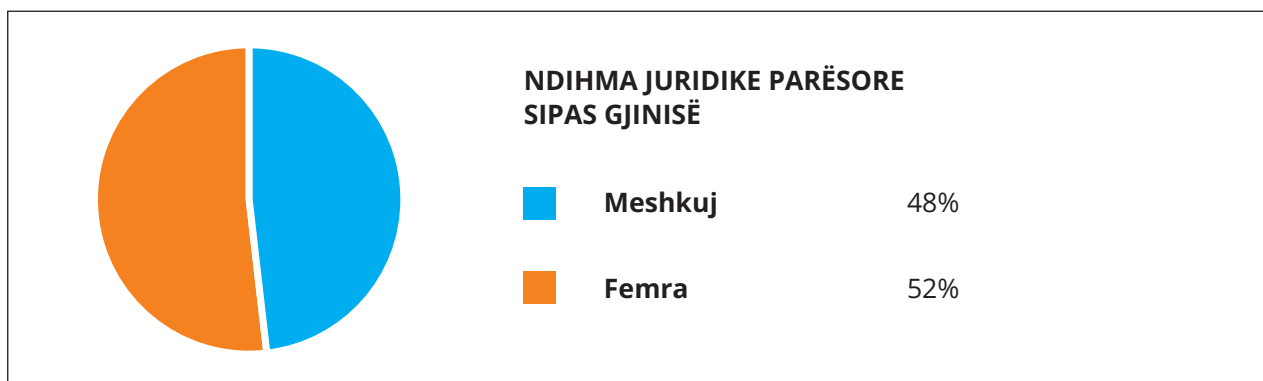 NDIHMA JURIDIKE PARËSORE
SIPAS GJINISË
Meshkuj 48%
Femra 52%